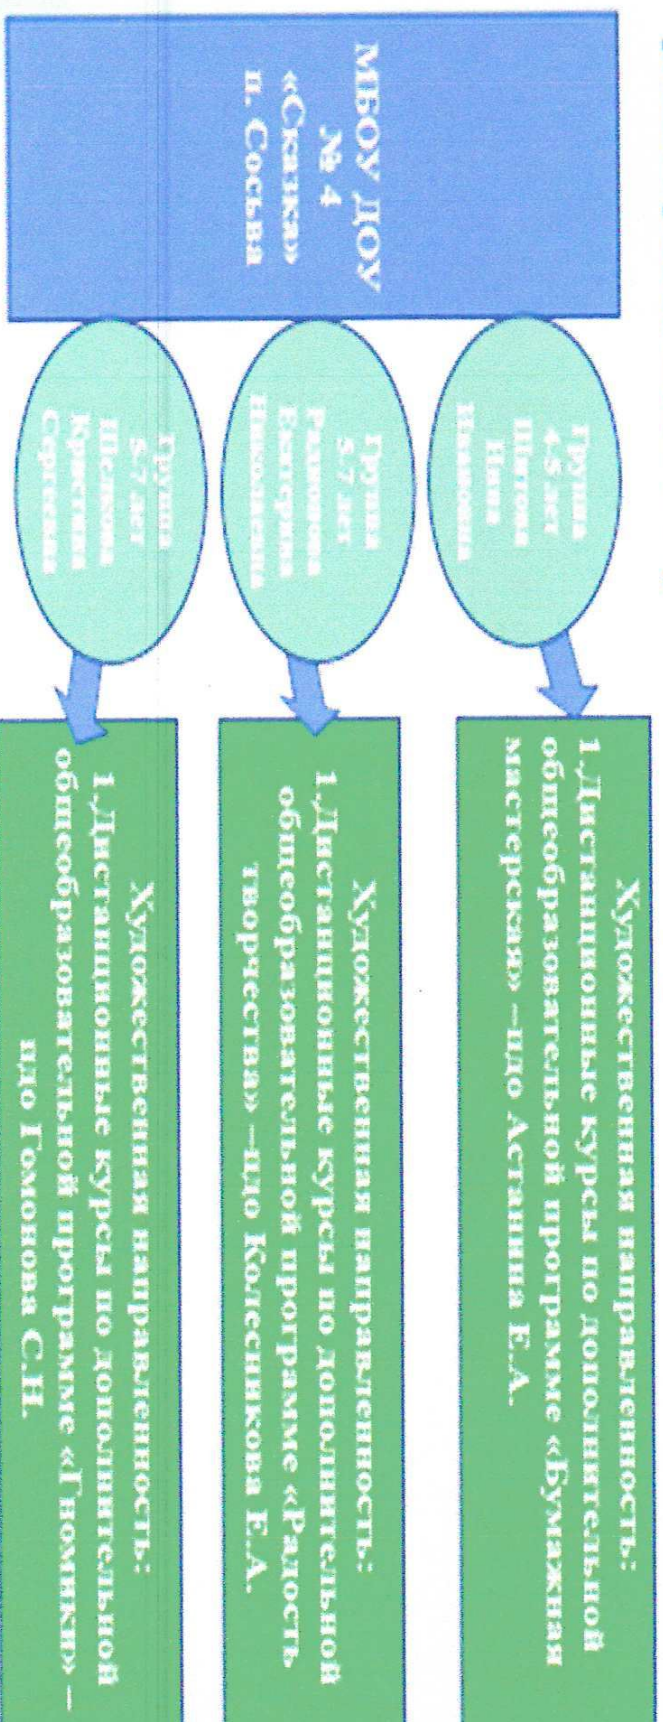 МБОУ ДОУ
№ 4
«Сказка»
п. Сосьва
Группа
4-5 лет
Шитова
Нина
Ивановна
Художественная направленность:
1.Дистанционные курсы по дополнительной
общеобразовательной программе «Бумажная
мастерская» –пдо Астанина Е.А.
Группа
5-7 лет
Екатерина
Николаевна
Художественная направленность:
1.Дистанционные курсы по дополнительной
общеобразовательной программе «Радость
творчества» –пдо Колесникова Е.А.
Группа
5-7 лет
Шелкова
Кристина
Сергеевна
Художественная направленность:
1.Дистанционные курсы по дополнительной
общеобразовательной программе «Гномики» –
пдо Гомонова С.Н.